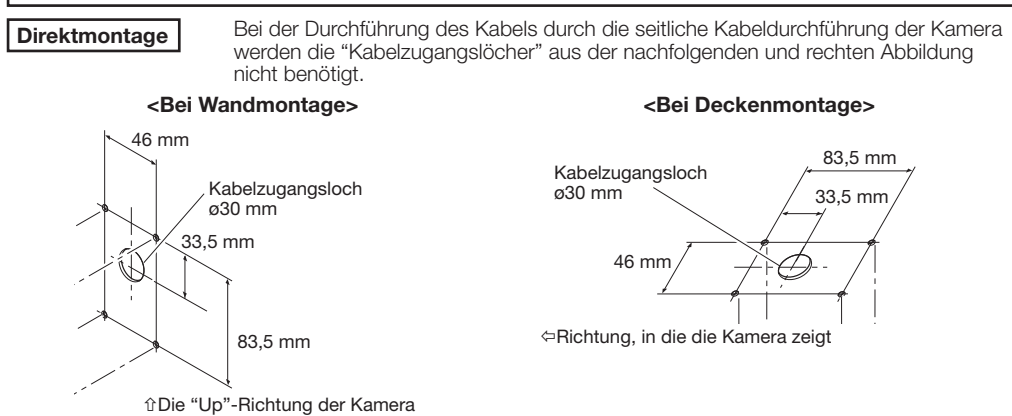 Direktmontage
Bei der Durchführung des Kabels durch die seitliche Kabeldurchführung der Kamera
werden die “Kabelzugangslöcher” aus der nachfolgenden und rechten Abbildung
nicht benötigt.
<Bei Wandmontage>
46 mm
Kabelzugangsloch
ø30 mm
33,5 mm
83,5 mm
⇧Die “Up”-Richtung der Kamera
<Bei Deckenmontage>
83,5 mm
Kabelzugangsloch
ø30 mm
33,5 mm
46 mm
⇦Richtung, in die die Kamera zeigt